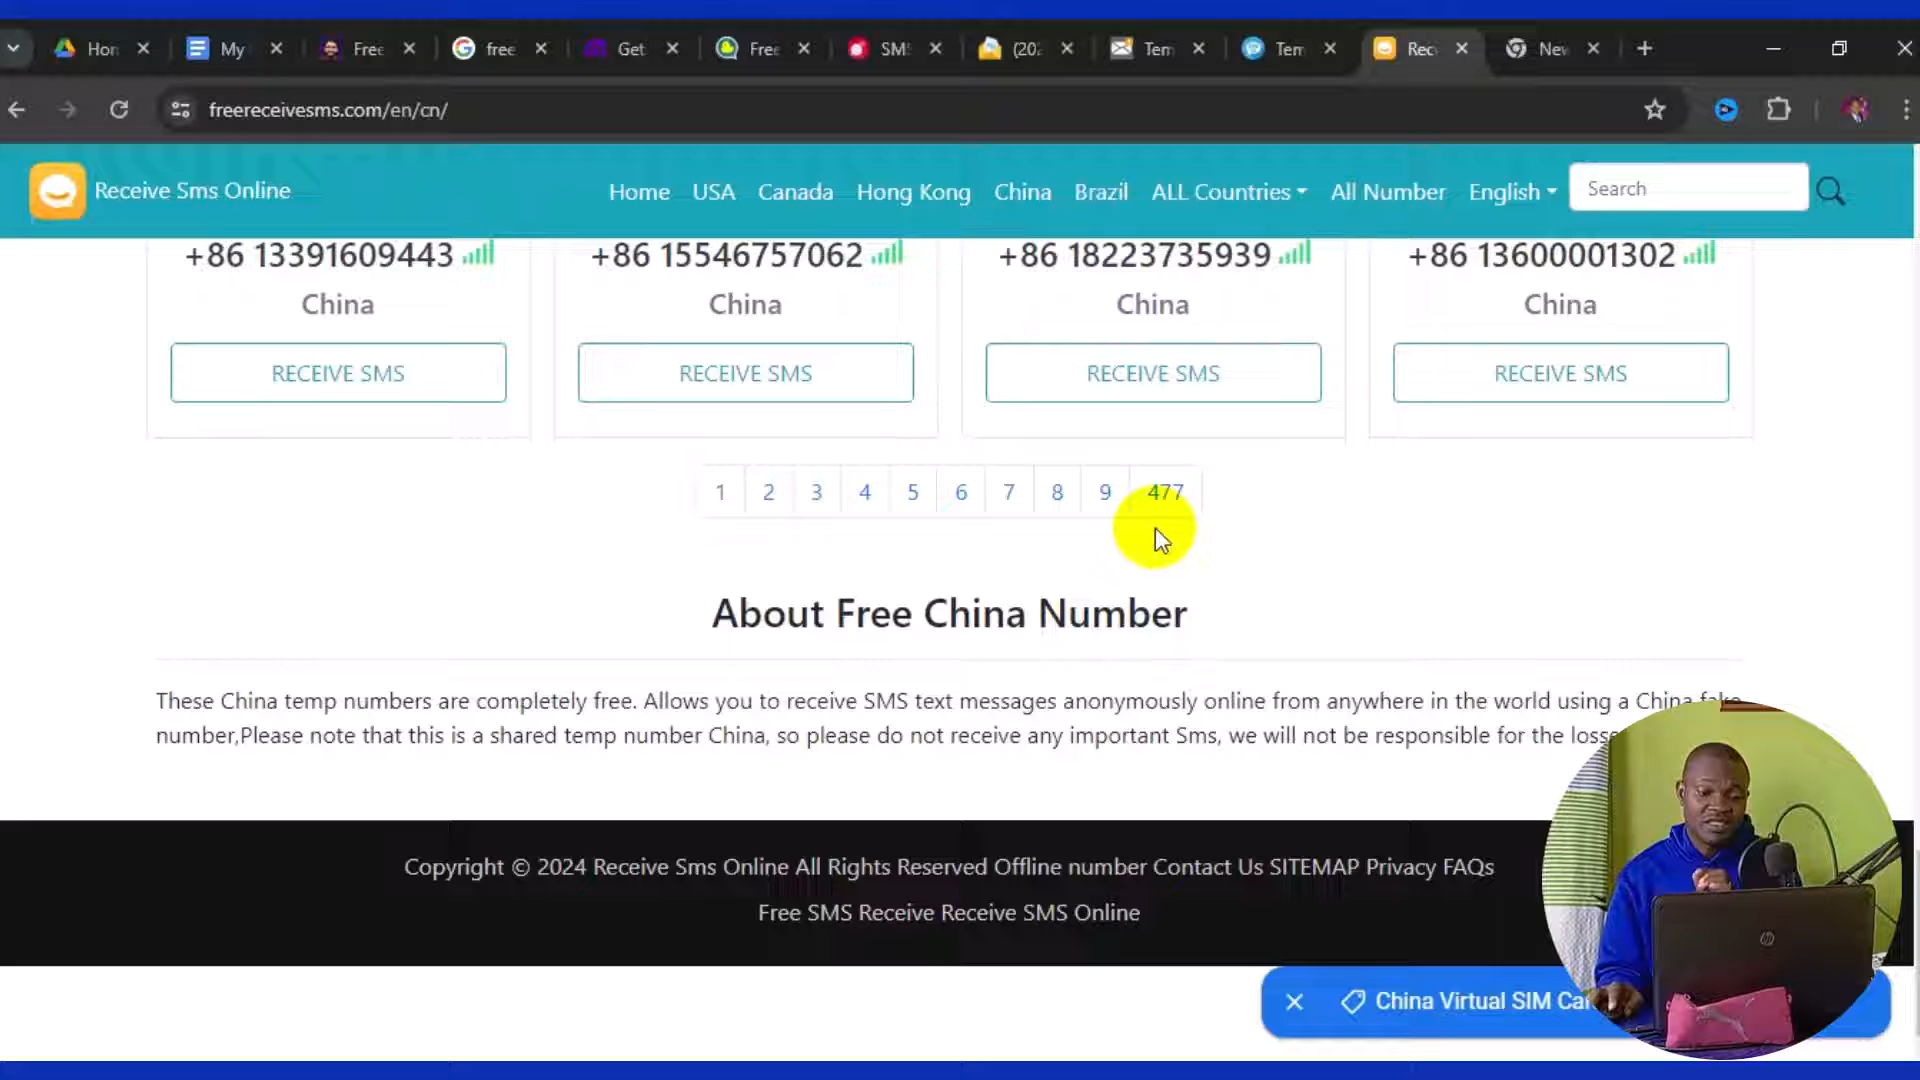 Hon
My
Free
free
Get
Free
SMS
(202
Tem
Tem
Rec
New
freereceivesms.com/en/cn/
Receive Sms Online
Home USA Canada Hong Kong China Brazil ALL Countries All Number English Search
+86 13391609443
China
RECEIVE SMS
+86 15546757062
China
RECEIVE SMS
+86 18223735939
China
RECEIVE SMS
+86 13600001302
China
RECEIVE SMS
1 2 3 4 5 6 7 8 9 477
About Free China Number
These China temp numbers are completely free. Allows you to receive SMS text messages anonymously online from anywhere in the world using a China fake
number,Please note that this is a shared temp number China, so please do not receive any important Sms, we will not be responsible for the
Copyright © 2024 Receive Sms Online All Rights Reserved Offline number Contact Us SITEMAP Privacy FAQs
Free SMS Receive Receive SMS Online
China Virtual SIM
hp